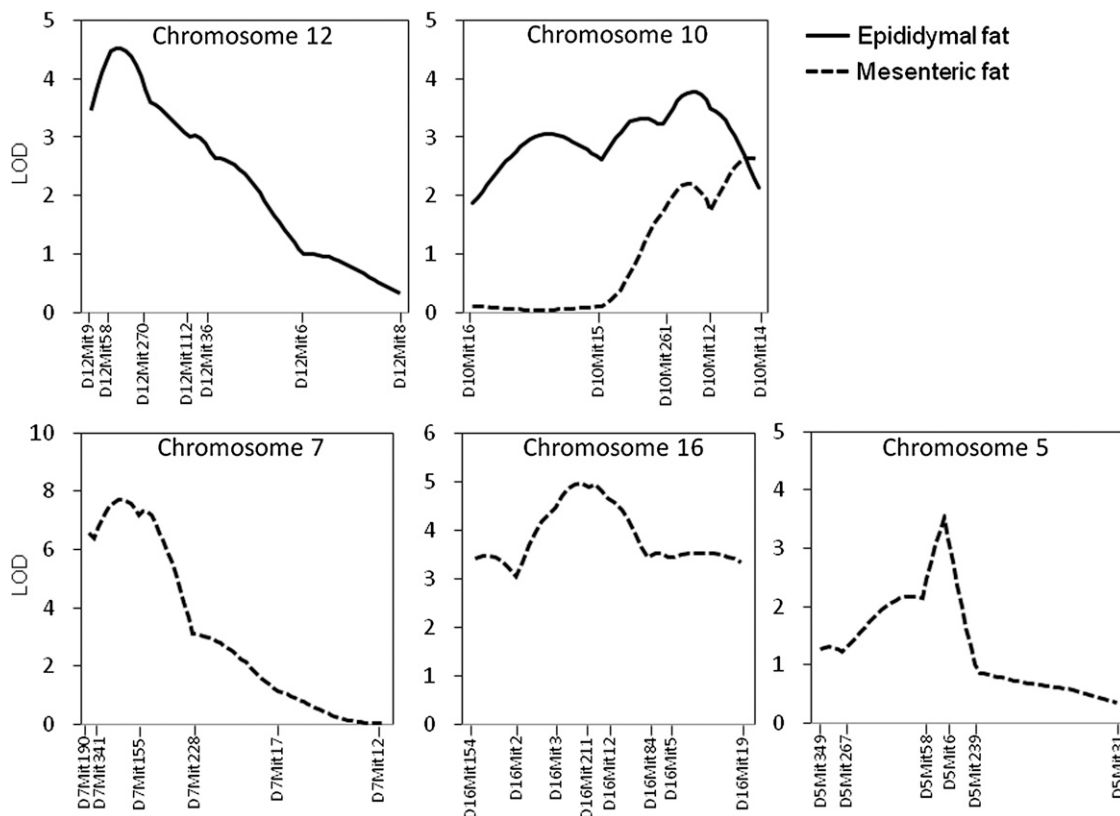 Chromosome 12
5
4
3
2
1
0
LOD
D12Mit9
D12Mit58
D12Mit270
D12Mit112
D12Mit36
D12Mit6
D12Mit8
Chromosome 10
5
4
3
2
1
0
D10Mit16
D10Mit15
D10Mit261
D10Mit12
D10Mit14
Epididymal fat
Mesenteric fat
Chromosome 7
10
8
6
4
2
0
LOD
D7Mit190
D7Mit341
D7Mit155
D7Mit228
D7Mit17
D7Mit12
Chromosome 16
6
5
4
3
2
1
0
D16Mit154
D16Mit2
D16Mit3
D16Mit211
D16Mit12
D16Mit84
D16Mit5
D16Mit19
Chromosome 5
5
4
3
2
1
0
D5Mit349
D5Mit267
D5Mit58
D5Mit6
D5Mit239
D5Mit31